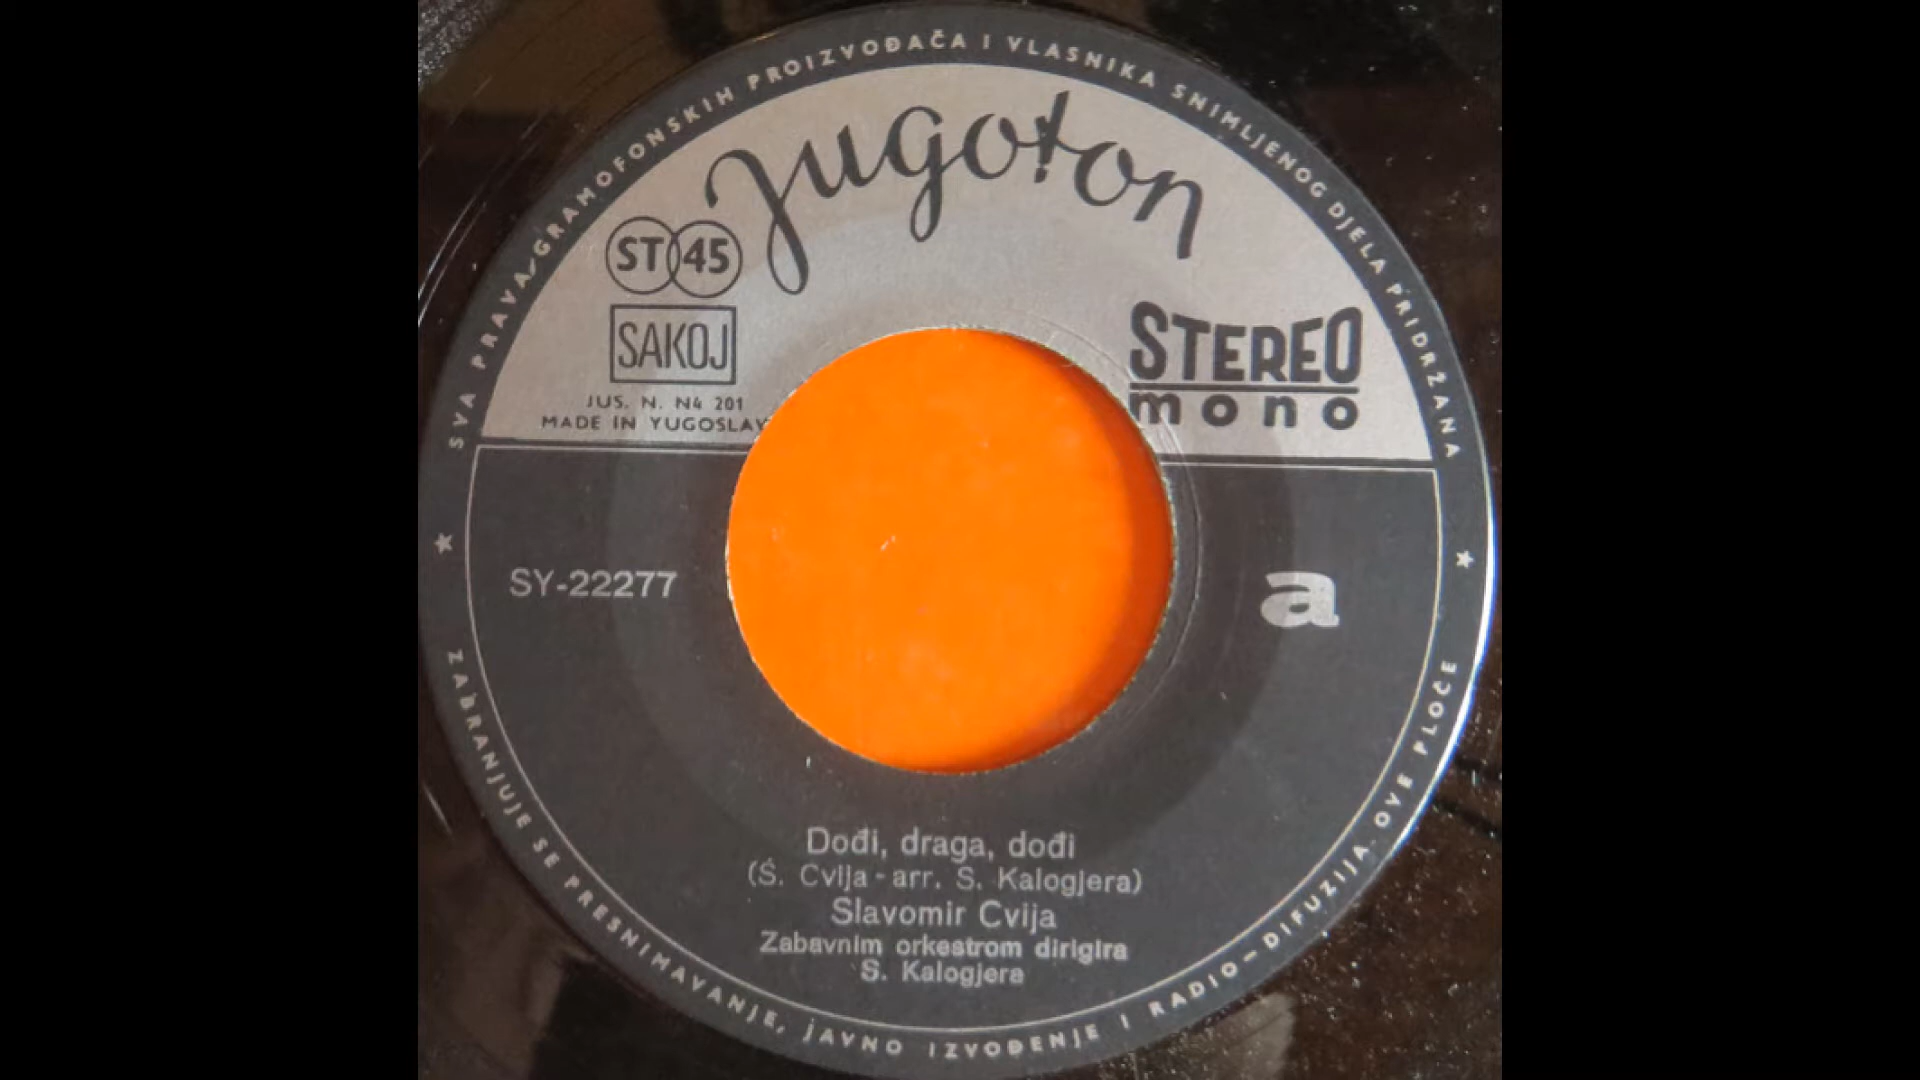 SVA PRAVA GRAMOFONSKIH PROIZVOĐAČA I VLASNIKA SNIMLJENOG DJELA PRIDRŽANA
Jugoton
ST 45
SAKOJ
JUS. N. N4 201
MADE IN YUGOSLAV
STEREO
mono
SY-22277
a
Dođi, draga, dođi
(S. Cvija - arr. S. Kalogjera)
Slavomir Cvija
Zabavnim orkestrom dirigira
S. Kalogjera
ZABRANJUJE SE PRESNIMAVANJE, JAVNO IZVOĐENJE I RADIO-DIFUZIJA OVE PLOČE